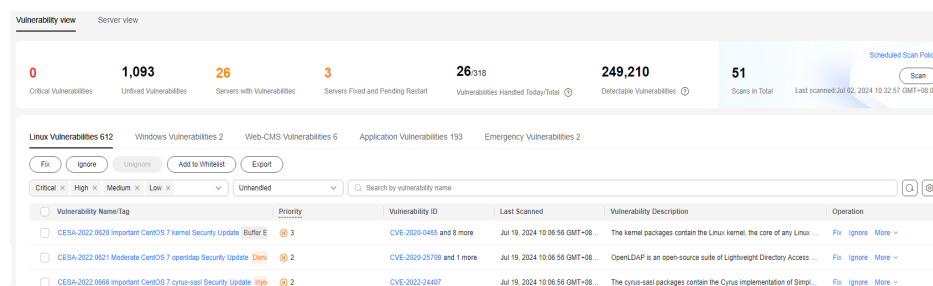 Vulnerability view Server view
Scheduled Scan Polic
0 1,093 26 3 26/318 249,210 51 Scan
Critical Vulnerabilities Unfixed Vulnerabilities Servers with Vulnerabilities Servers Fixed and Pending Restart Vulnerabilities Handled Today/Total Detectable Vulnerabilities Scans in Total Last scanned:Jul 02, 2024 10:32:57 GMT+08:0
Linux Vulnerabilities 612 Windows Vulnerabilities 2 Web-CMS Vulnerabilities 6 Application Vulnerabilities 193 Emergency Vulnerabilities 2
Fix Ignore Unignore Add to Whitelist Export
Critical × High × Medium × Low × Unhandled Search by vulnerability name
Vulnerability Name/Tag Priority Vulnerability ID Last Scanned Vulnerability Description Operation
CESA-2022:0620 Important CentOS 7 kernel Security Update Buffer E 3 CVE-2020-0465 and 8 more Jul 19, 2024 10:06:56 GMT+08... The kernel packages contain the Linux kernel, the core of any Linux ... Fix Ignore More
CESA-2022:0621 Moderate CentOS 7 openldap Security Update Deni 2 CVE-2020-25709 and 1 more Jul 19, 2024 10:06:56 GMT+08... OpenLDAP is an open-source suite of Lightweight Directory Access ... Fix Ignore More
CESA-2022:0666 Important CentOS 7 cyrus-sasl Security Update Inje 2 CVE-2022-24407 Jul 19, 2024 10:06:56 GMT+08... The cyrus-sasl packages contain the Cyrus implementation of Simpl... Fix Ignore More